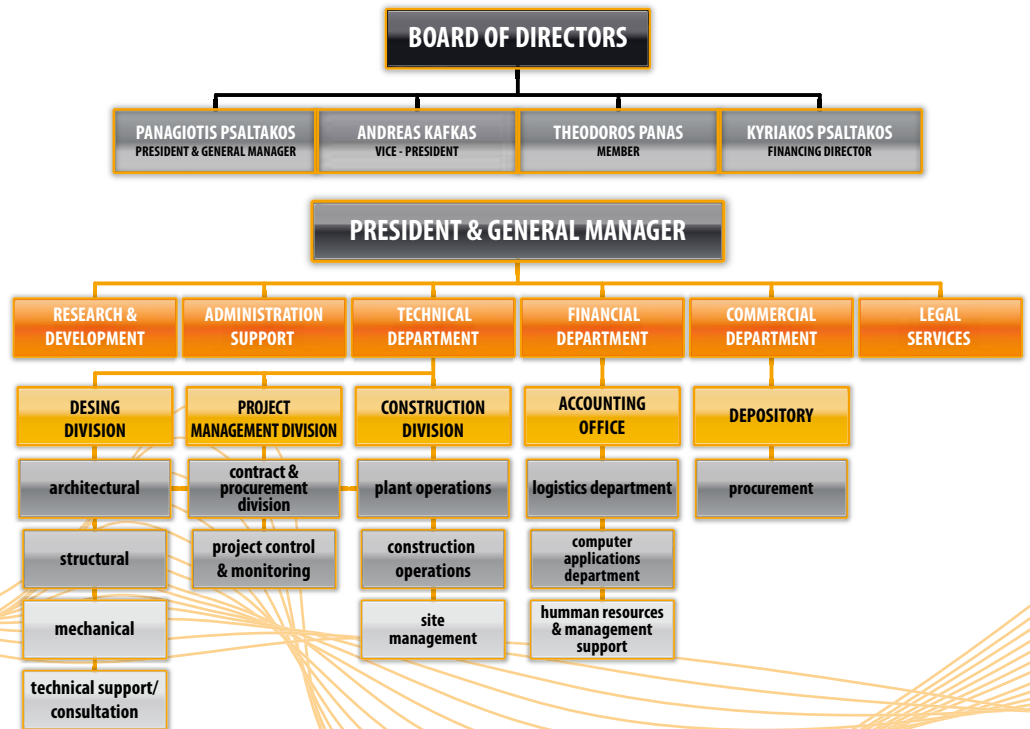 BOARD OF DIRECTORS
PANAGIOTIS PSALTAKOS
PRESIDENT & GENERAL MANAGER
ANDREAS KAFKAS
VICE - PRESIDENT
THEODOROS PANAS
MEMBER
KYRIAKOS PSALTAKOS
FINANCING DIRECTOR
PRESIDENT & GENERAL MANAGER
RESEARCH &
DEVELOPMENT
ADMINISTRATION
SUPPORT
TECHNICAL
DEPARTMENT
FINANCIAL
DEPARTMENT
COMMERCIAL
DEPARTMENT
LEGAL
SERVICES
DESING
DIVISION
PROJECT
MANAGEMENT DIVISION
CONSTRUCTION
DIVISION
ACCOUNTING
OFFICE
DEPOSITORY
architectural
contract &
procurement
division
plant operations
logistics department
procurement
structural
project control
& monitoring
construction
operations
computer
applications
department
mechanical
site
management
humman resources
& management
support
technical support/
consultation